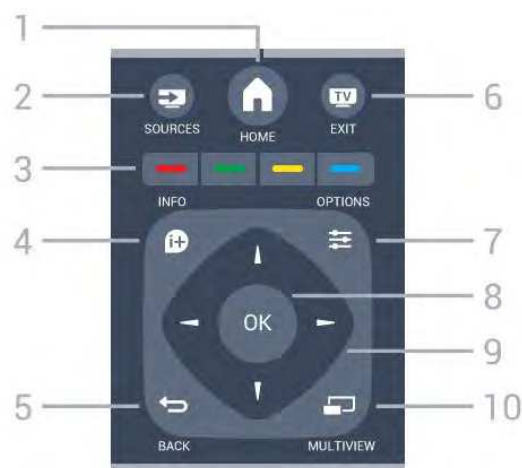 1
2
SOURCES
HOME
TV
EXIT
6
3
INFO
OPTIONS
4
i+
7
8
OK
9
5
BACK
MULTIVIEW
10